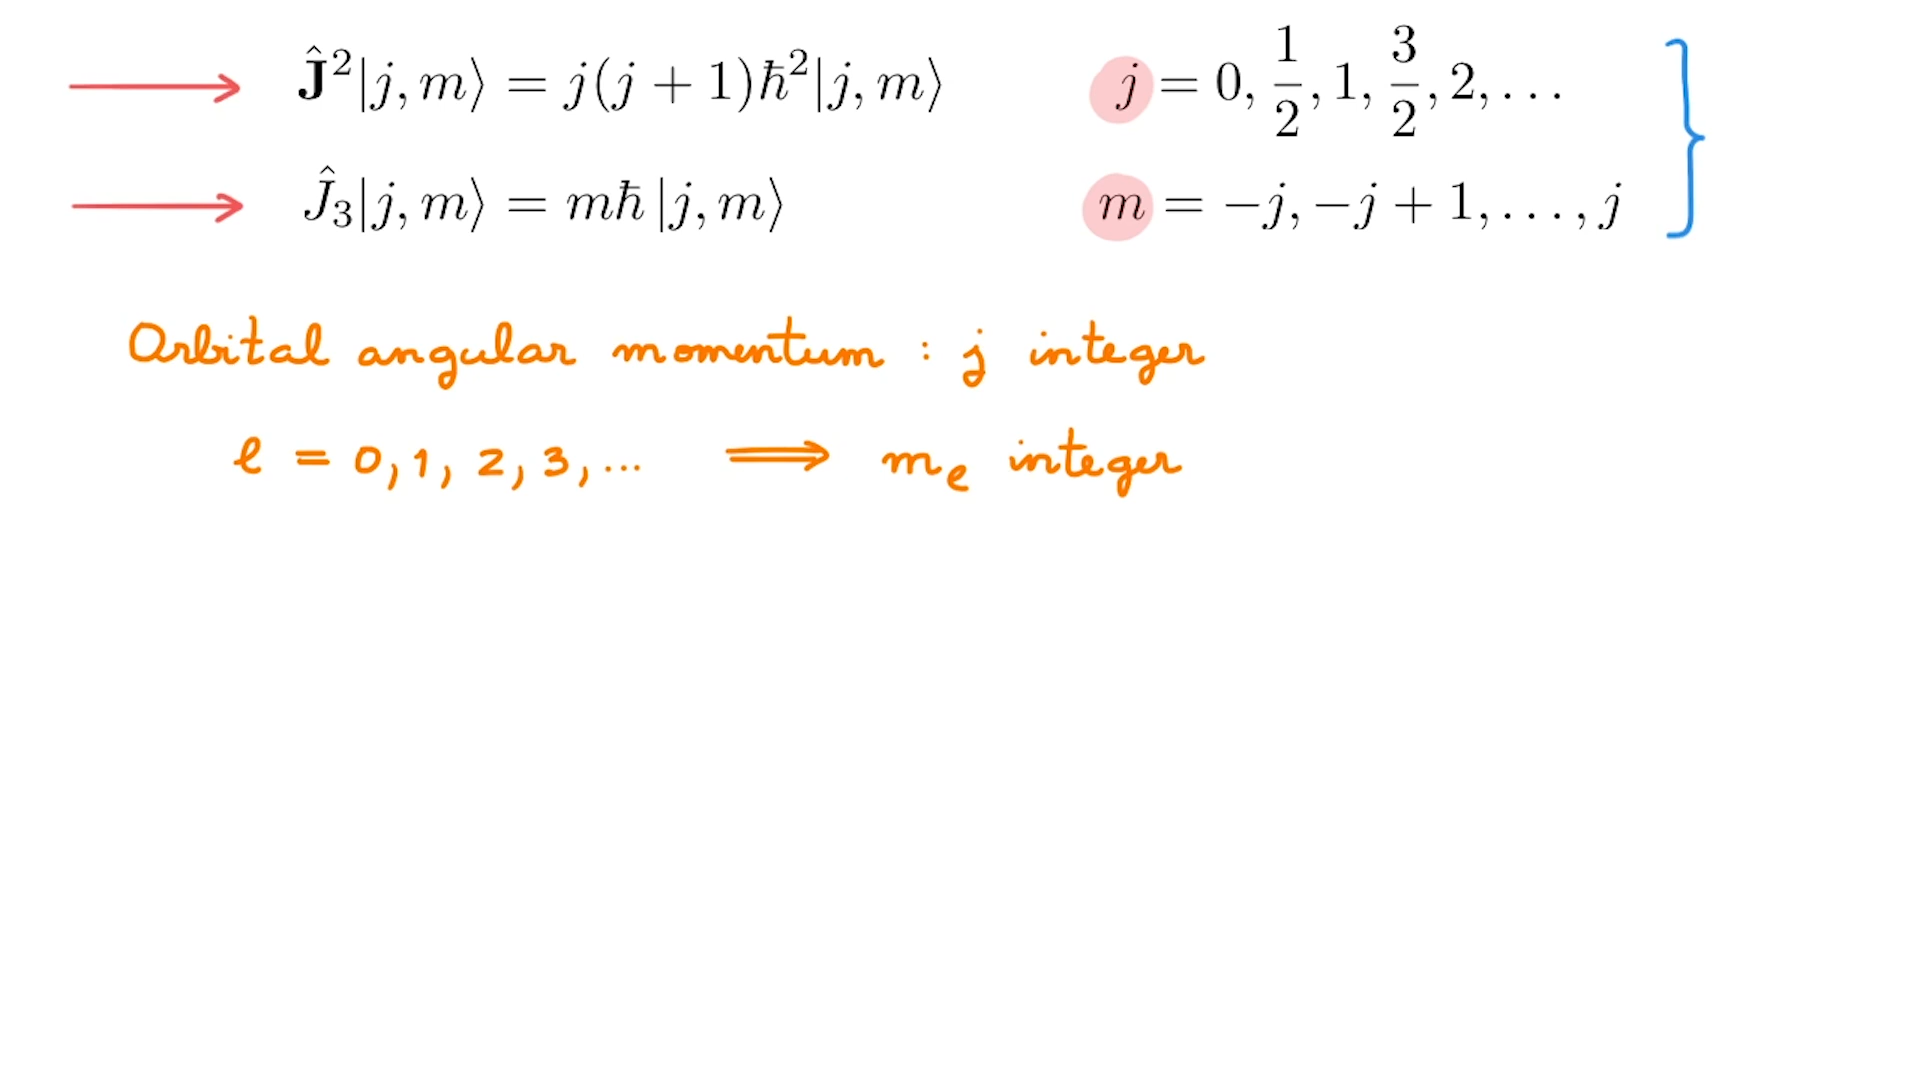 Ĵ²|j, m⟩ = j(j + 1)ħ²|j, m⟩ j = 0, 1/2, 1, 3/2, 2, . . .
Ĵ₃|j, m⟩ = mħ |j, m⟩ m = −j, −j + 1, . . . , j
Orbital angular momentum : j integer
ℓ = 0, 1, 2, 3, ... ⟹ m_ℓ integer